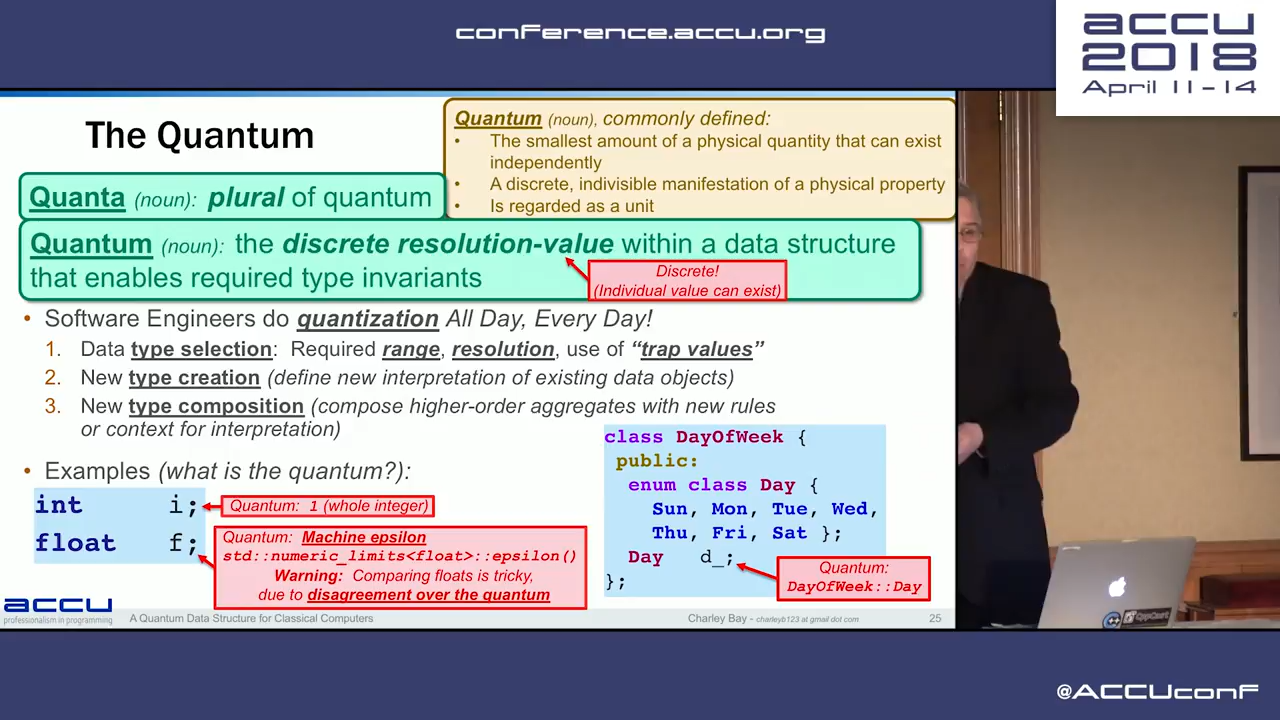 conference.accu.org
accu
2018
April 11-14
The Quantum
Quantum (noun), commonly defined:
• The smallest amount of a physical quantity that can exist
independently
• A discrete, indivisible manifestation of a physical property
• Is regarded as a unit
Quanta (noun): plural of quantum
Quantum (noun): the discrete resolution-value within a data structure
that enables required type invariants
Discrete!
(Individual value can exist)
• Software Engineers do quantization All Day, Every Day!
1. Data type selection: Required range, resolution, use of “trap values”
2. New type creation (define new interpretation of existing data objects)
3. New type composition (compose higher-order aggregates with new rules
or context for interpretation)
• Examples (what is the quantum?):
int i;
Quantum: 1 (whole integer)
float f;
Quantum: Machine epsilon
std::numeric_limits<float>::epsilon()
Warning: Comparing floats is tricky,
due to disagreement over the quantum
class DayOfWeek {
public:
enum class Day {
Sun, Mon, Tue, Wed,
Thu, Fri, Sat };
Day d_;
};
Quantum:
DayOfWeek::Day
accu
professionalism in programming
A Quantum Data Structure for Classical Computers
Charley Bay - charleyb123 at gmail dot com
25
CppCast
@ACCUconf